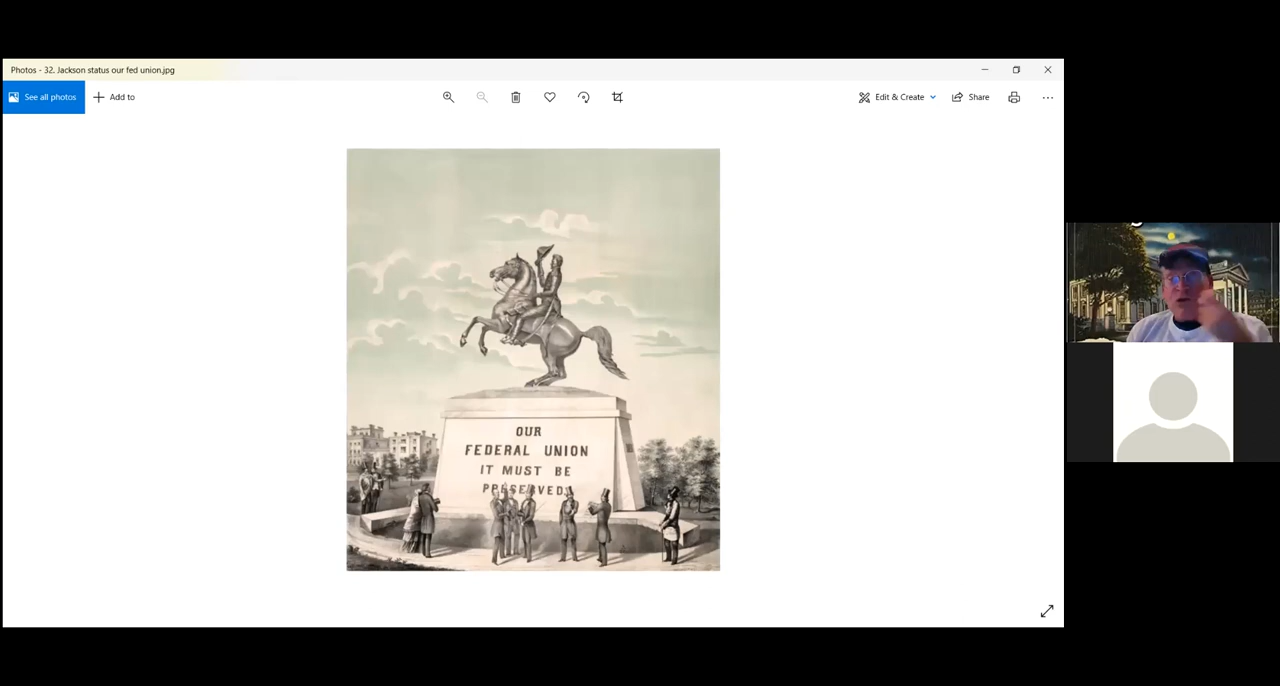 Photos - 32. Jackson status our fed union.jpg
See all photos
Add to
Edit & Create
Share
OUR
FEDERAL UNION
IT MUST BE
PRESERVED